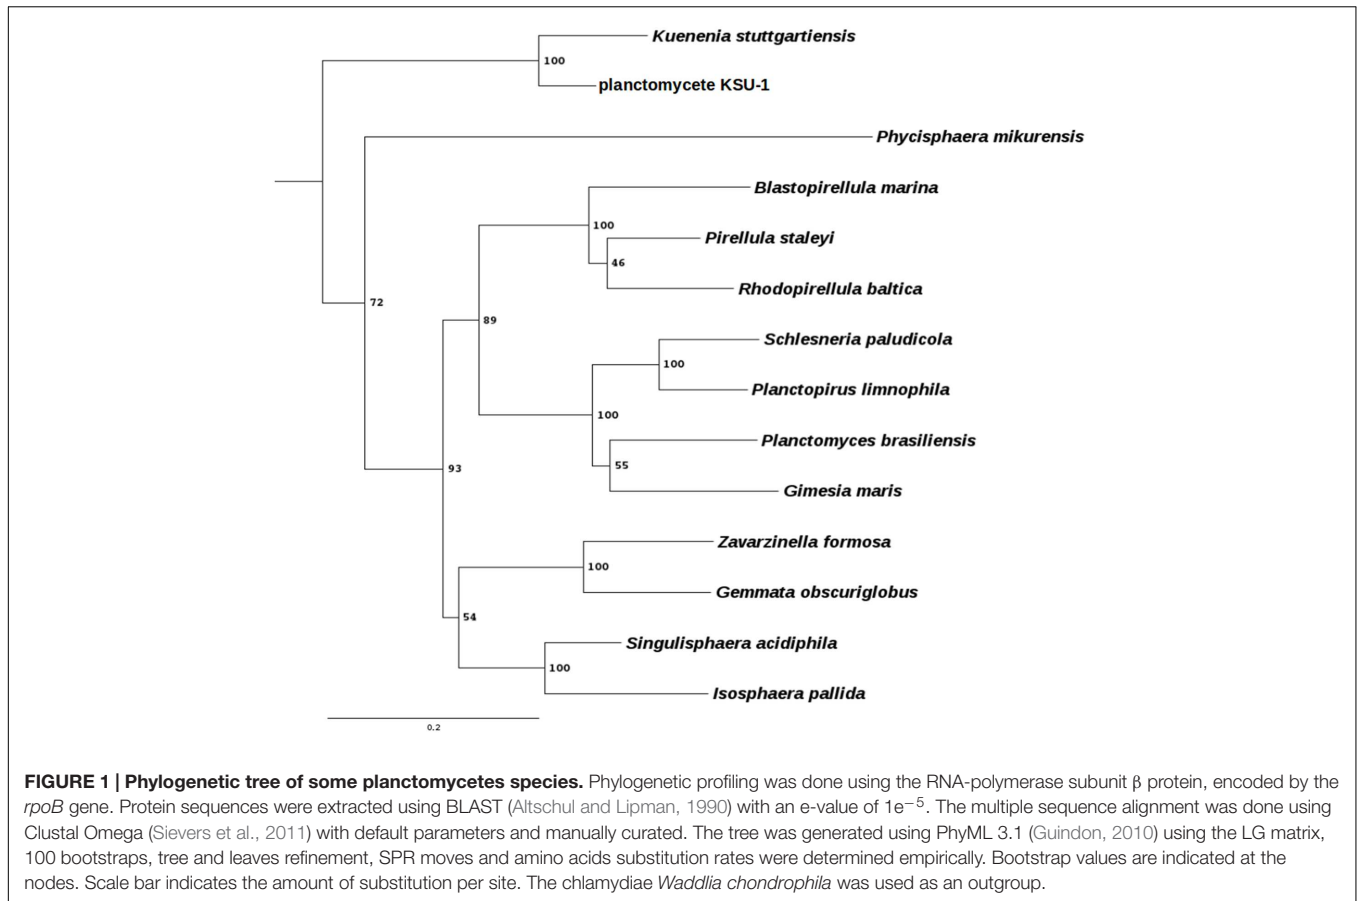 Kuenenia stuttgartiensis
100
planctomycete KSU-1
Phycisphaera mikurensis
Blastopirellula marina
100
Pirellula staleyi
46
Rhodopirellula baltica
72
89
Schlesneria paludicola
100
Planctopirus limnophila
100
Planctomyces brasiliensis
55
93
Gimesia maris
Zavarzinella formosa
100
Gemmata obscuriglobus
54
Singulisphaera acidiphila
100
Isosphaera pallida
0.2
FIGURE 1 | Phylogenetic tree of some planctomycetes species. Phylogenetic profiling was done using the RNA-polymerase subunit β protein, encoded by the
rpoB gene. Protein sequences were extracted using BLAST (Altschul and Lipman, 1990) with an e-value of 1e−5. The multiple sequence alignment was done using
Clustal Omega (Sievers et al., 2011) with default parameters and manually curated. The tree was generated using PhyML 3.1 (Guindon, 2010) using the LG matrix,
100 bootstraps, tree and leaves refinement, SPR moves and amino acids substitution rates were determined empirically. Bootstrap values are indicated at the
nodes. Scale bar indicates the amount of substitution per site. The chlamydiae Waddlia chondrophila was used as an outgroup.